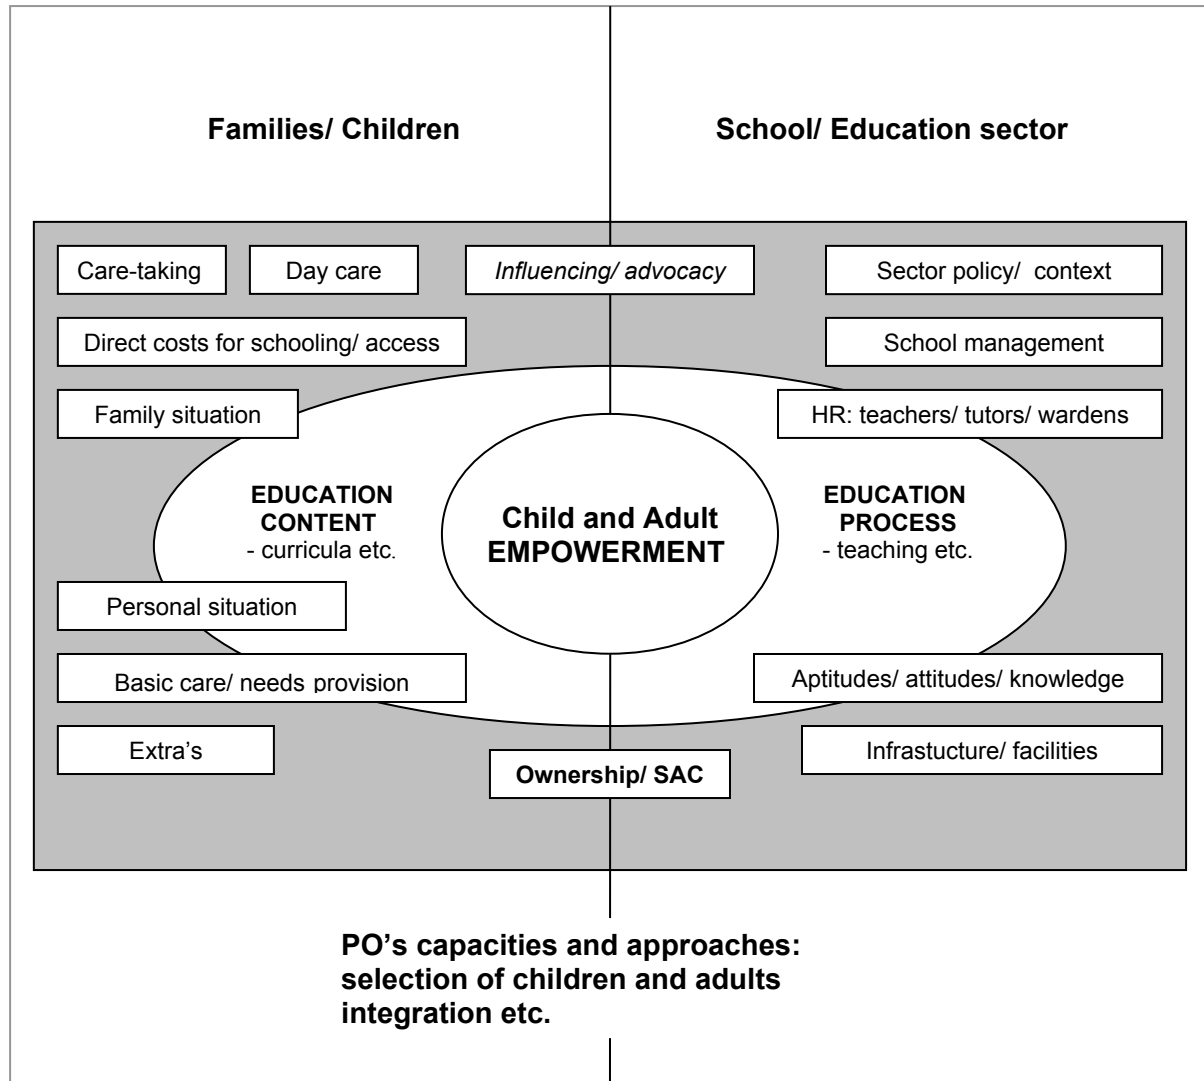 Families/ Children
School/ Education sector
Care-taking
Day care
Influencing/ advocacy
Sector policy/ context
Direct costs for schooling/ access
School management
Family situation
HR: teachers/ tutors/ wardens
EDUCATION
CONTENT
- curricula etc.
Child and Adult
EMPOWERMENT
EDUCATION
PROCESS
- teaching etc.
Personal situation
Basic care/ needs provision
Aptitudes/ attitudes/ knowledge
Extra’s
Infrastucture/ facilities
Ownership/ SAC
PO’s capacities and approaches:
selection of children and adults
integration etc.